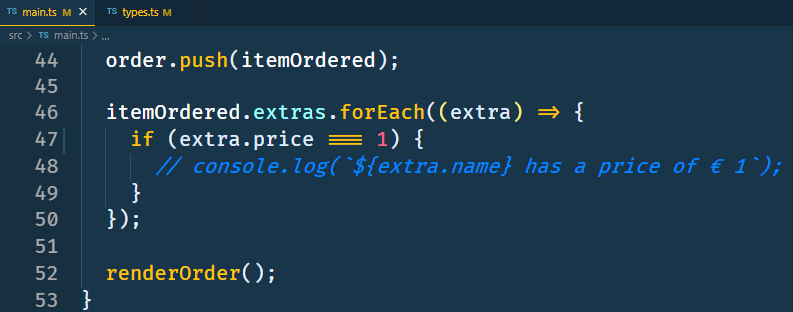 TS main.ts M × TS types.ts M
src > TS main.ts > ...
44 order.push(itemOrdered);
45
46 itemOrdered.extras.forEach((extra) => {
47 if (extra.price === 1) {
48 // console.log(`${extra.name} has a price of € 1`);
49 }
50 });
51
52 renderOrder();
53 }